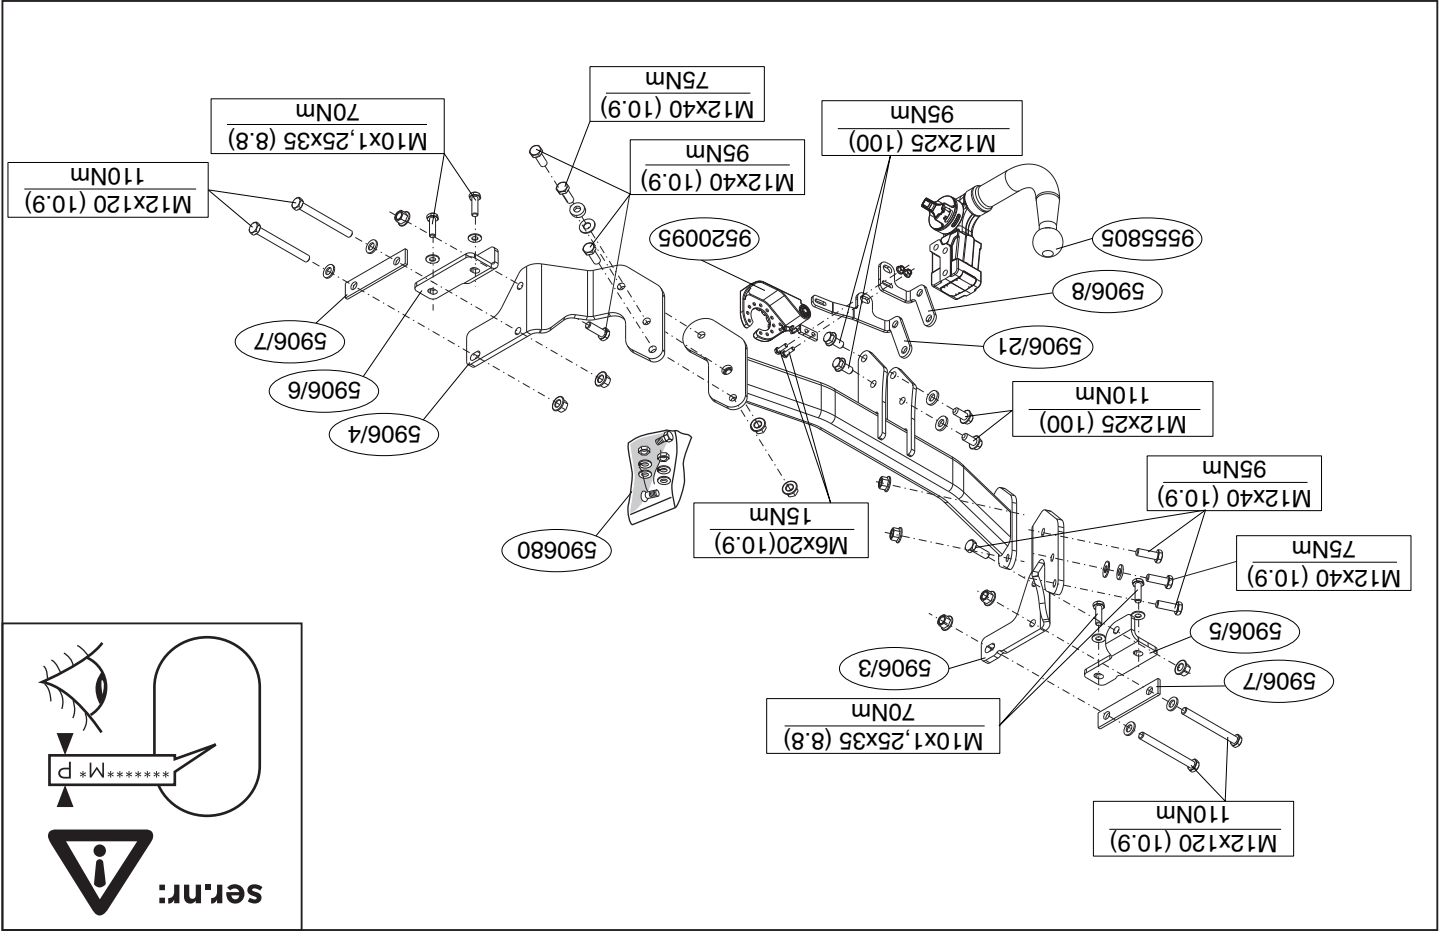 ser.nr:
M12x120 (10.9)
110Nm
*******M* P
M10x1,25x35 (8.8)
70Nm
5906/7
5906/3
5906/5
M12x40 (10.9)
75Nm
590680
M6x20(10.9)
15Nm
M12x40 (10.9)
95Nm
5906/4
M12x25 (100)
110Nm
5906/6
5906/21
5906/7
5906/8
9555805
9520095
M12x120 (10.9)
110Nm
M12x40 (10.9)
95Nm
M12x25 (100)
95Nm
M10x1,25x35 (8.8)
70Nm
M12x40 (10.9)
75Nm